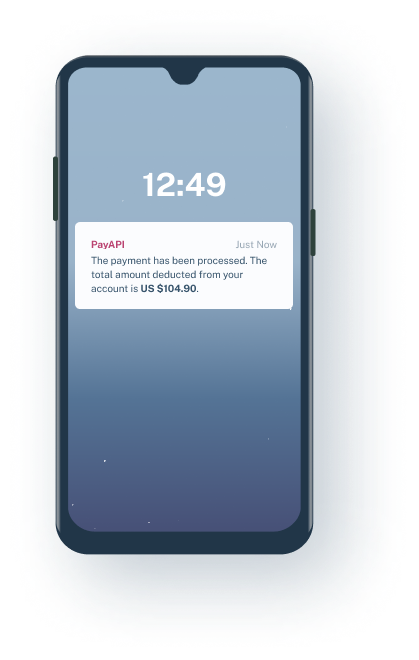 12:49
PayAPI Just Now
The payment has been processed. The
total amount deducted from your
account is US $104.90.